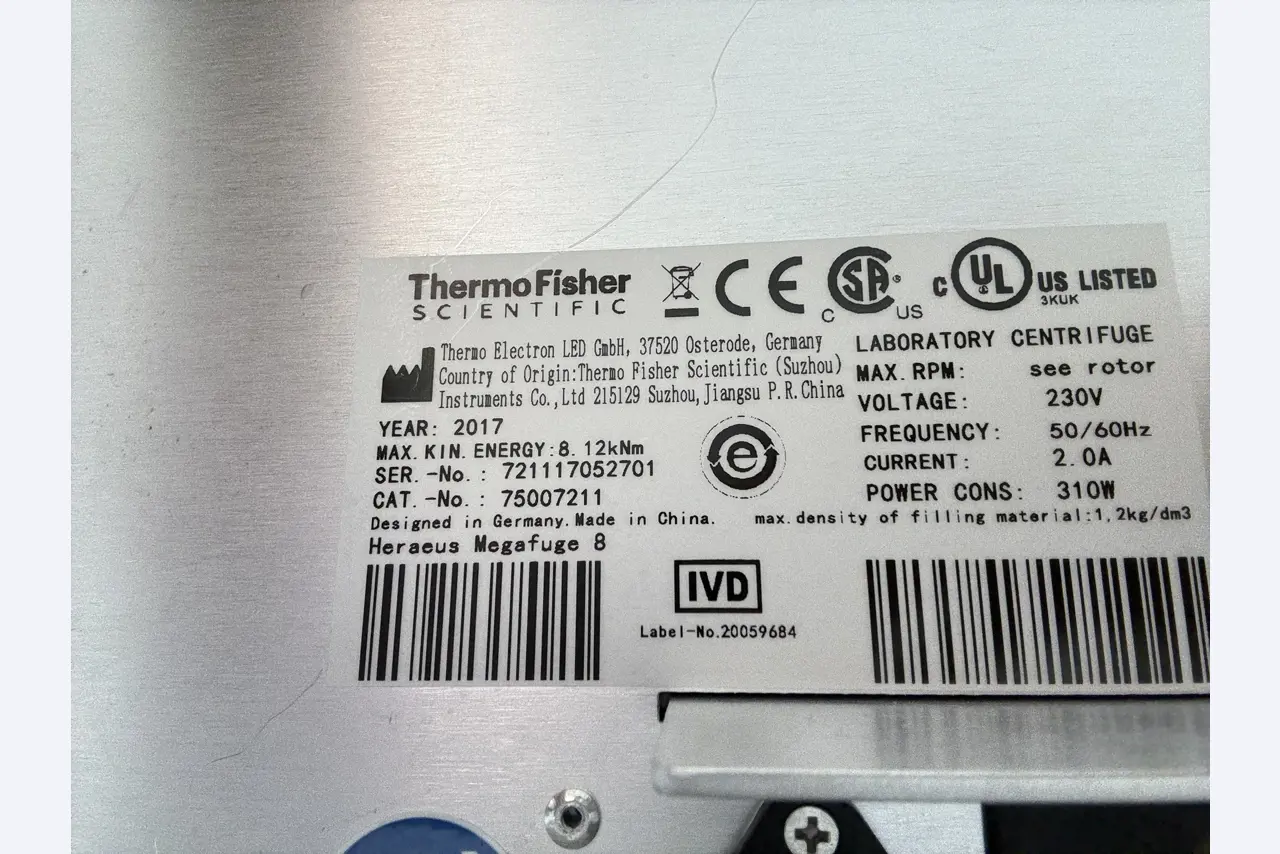 ThermoFisher
SCIENTIFIC
CE
C SA US
C UL US LISTED
3KUK
Thermo Electron LED GmbH, 37520 Osterode, Germany
Country of Origin:Thermo Fisher Scientific (Suzhou)
Instruments Co.,Ltd 215129 Suzhou,Jiangsu P.R.China
YEAR: 2017
MAX. KIN. ENERGY:8.12kNm
SER. -No. : 721117052701
CAT. -No. : 75007211
Designed in Germany.Made in China.
Heraeus Megafuge 8
e
LABORATORY CENTRIFUGE
MAX. RPM: see rotor
VOLTAGE: 230V
FREQUENCY: 50/60Hz
CURRENT: 2.0A
POWER CONS: 310W
max.density of filling material:1,2kg/dm3
IVD
Label-No.20059684